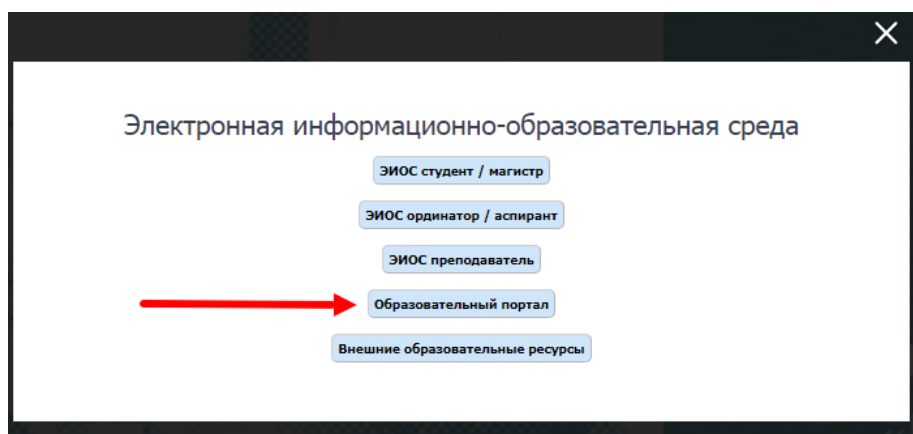 Электронная информационно-образовательная среда
ЭИОС студент / магистр
ЭИОС ординатор / аспирант
ЭИОС преподаватель
Образовательный портал
Внешние образовательные ресурсы